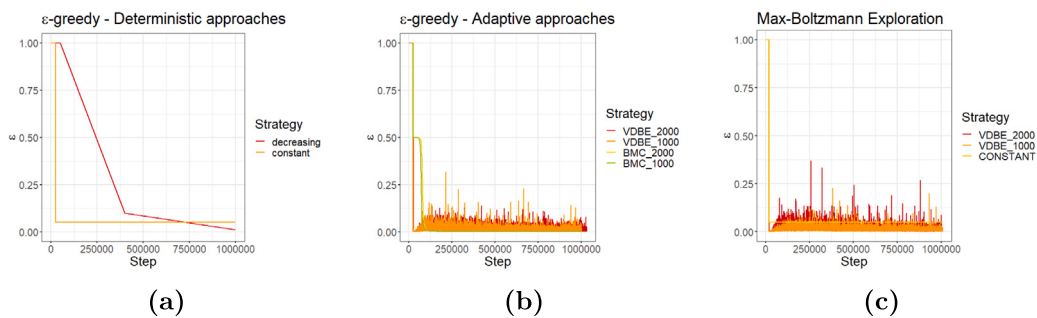 ε-greedy - Deterministic approaches
1.00
0.75
0.50
0.25
0.00
ε
0 250000 500000 750000 1000000
Step
Strategy
decreasing
constant
(a)
ε-greedy - Adaptive approaches
1.00
0.75
0.50
0.25
0.00
ε
0 250000 500000 750000 1000000
Step
Strategy
VDBE_2000
VDBE_1000
BMC_2000
BMC_1000
(b)
Max-Boltzmann Exploration
1.00
0.75
0.50
0.25
0.00
ε
0 250000 500000 750000 1000000
Step
Strategy
VDBE_2000
VDBE_1000
CONSTANT
(c)